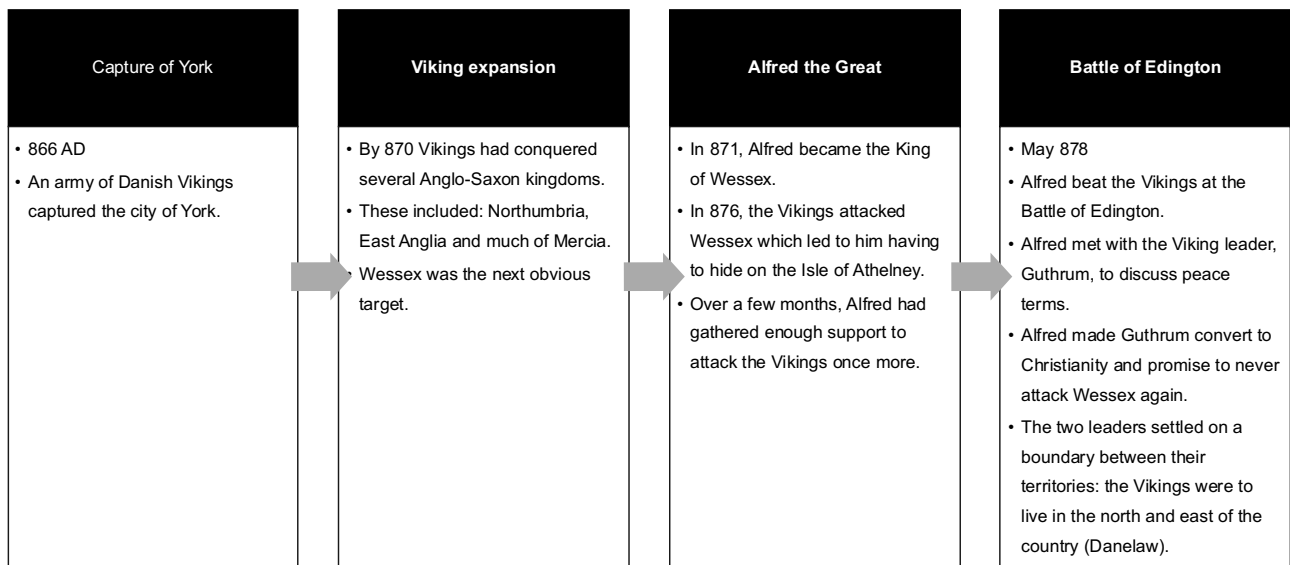 Capture of York
• 866 AD
• An army of Danish Vikings
captured the city of York.
Viking expansion
• By 870 Vikings had conquered
several Anglo-Saxon kingdoms.
• These included: Northumbria,
East Anglia and much of Mercia.
• Wessex was the next obvious
target.
Alfred the Great
• In 871, Alfred became the King
of Wessex.
• In 876, the Vikings attacked
Wessex which led to him having
to hide on the Isle of Athelney.
• Over a few months, Alfred had
gathered enough support to
attack the Vikings once more.
Battle of Edington
• May 878
• Alfred beat the Vikings at the
Battle of Edington.
• Alfred met with the Viking leader,
Guthrum, to discuss peace
terms.
• Alfred made Guthrum convert to
Christianity and promise to never
attack Wessex again.
• The two leaders settled on a
boundary between their
territories: the Vikings were to
live in the north and east of the
country (Danelaw).